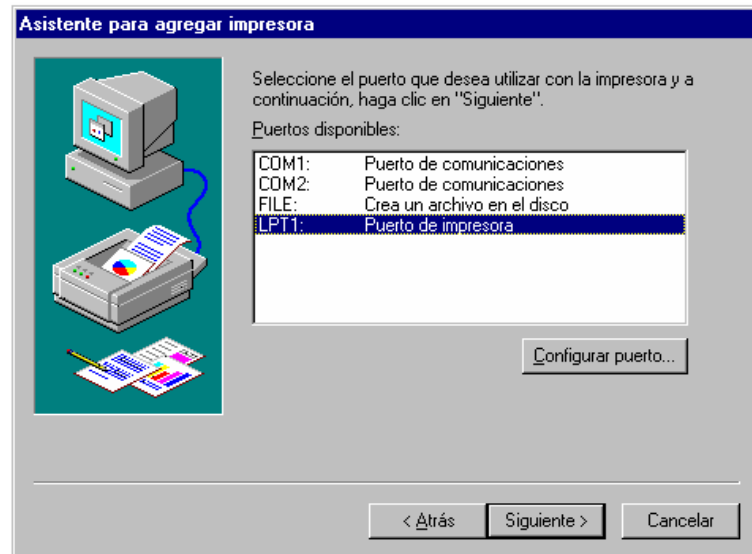 Asistente para agregar impresora
Seleccione el puerto que desea utilizar con la impresora y a
continuación, haga clic en "Siguiente".
Puertos disponibles:
COM1: Puerto de comunicaciones
COM2: Puerto de comunicaciones
FILE: Crea un archivo en el disco
LPT1: Puerto de impresora
Configurar puerto...
< Atrás Siguiente > Cancelar